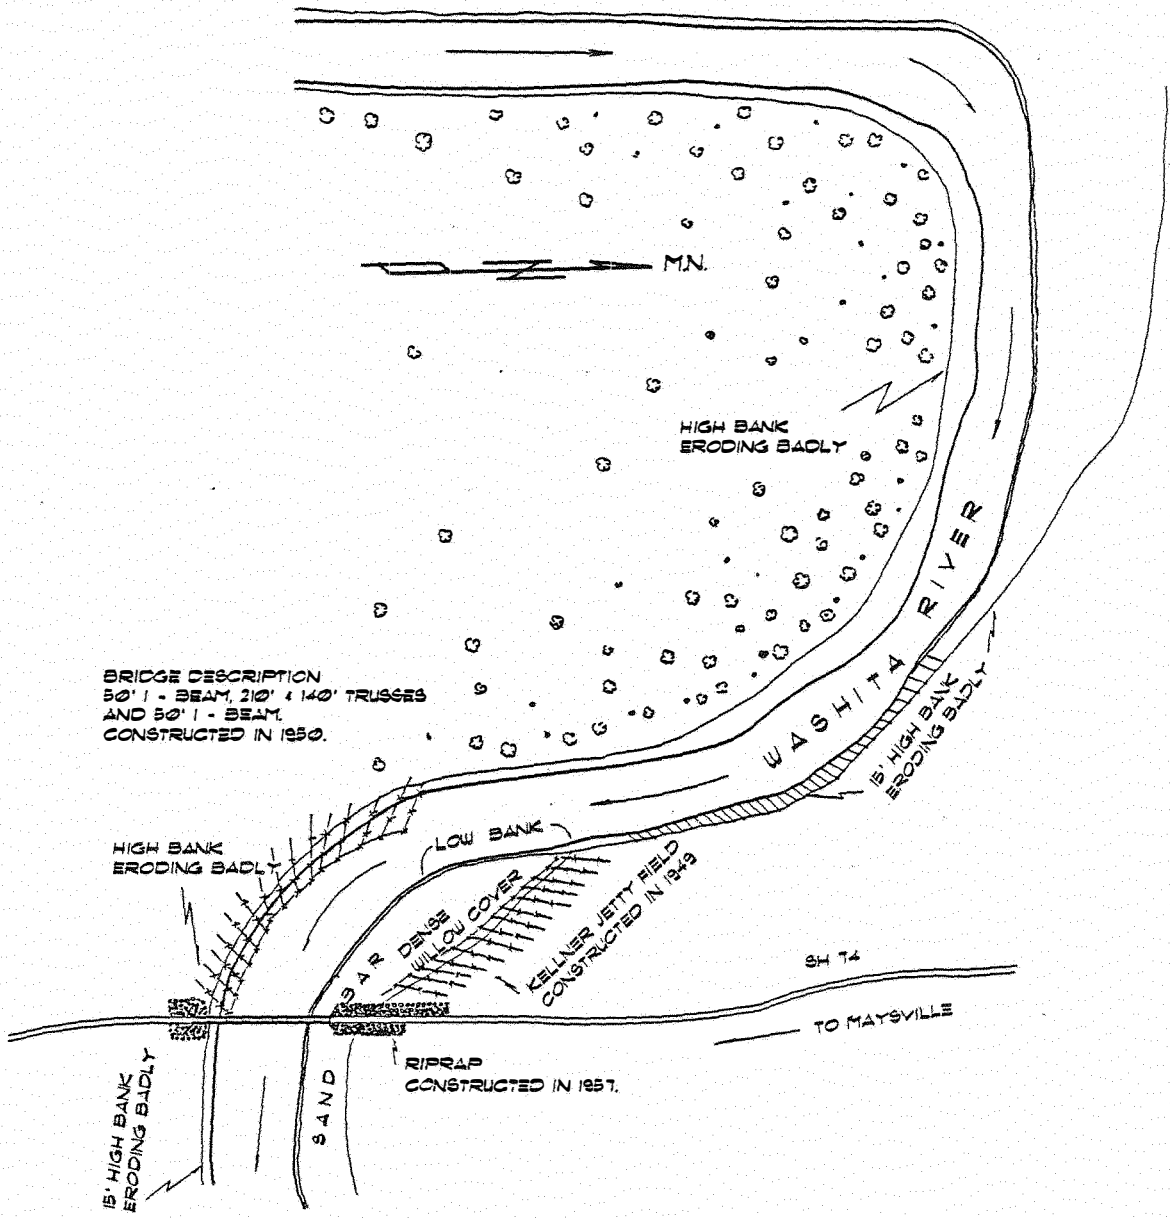 M.N.
HIGH BANK
ERODING BADLY
WASHITA RIVER
BRIDGE DESCRIPTION
50' I - BEAM, 210' & 140' TRUSSES
AND 50' I - BEAM.
CONSTRUCTED IN 1950.
15' HIGH BANK
ERODING BADLY
LOW BANK
HIGH BANK
ERODING BADLY
DENSE
WILLOW COVER
KELLNER JETTY FIELD
CONSTRUCTED IN 1949
SAND BAR
SH 74
TO MAYSVILLE
RIPRAP
CONSTRUCTED IN 1957.
15' HIGH BANK
ERODING BADLY